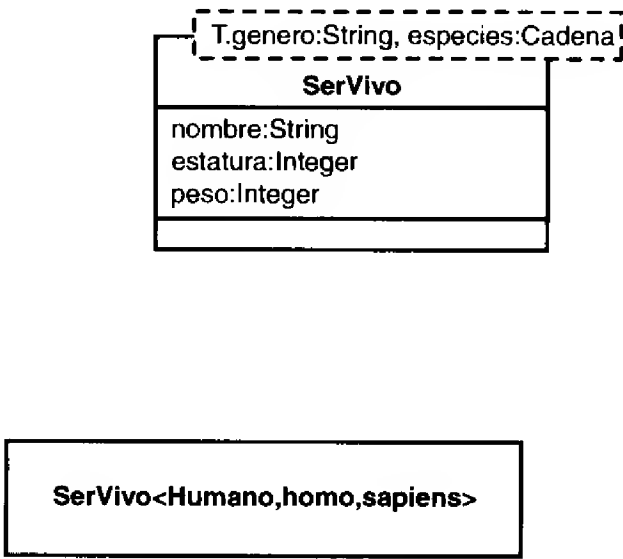 T.genero:String, especies:Cadena
SerVivo
nombre:String
estatura:Integer
peso:Integer
SerVivo<Humano,homo,sapiens>